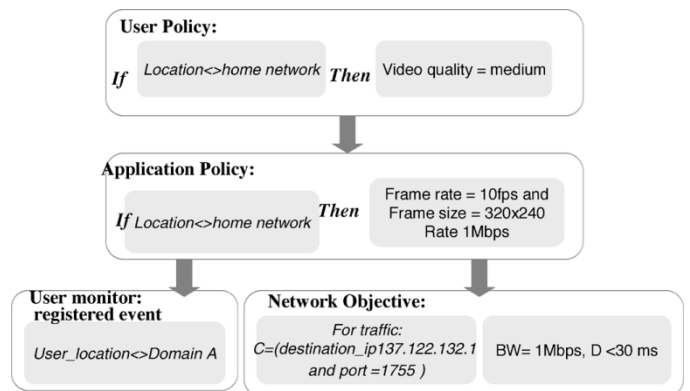 User Policy:
If Location<>home network Then Video quality = medium
Application Policy:
If Location<>home network Then Frame rate = 10fps and
Frame size = 320x240
Rate 1Mbps
User monitor:
registered event
User_location<>Domain A
Network Objective:
For traffic:
C=(destination_ip137.122.132.1
and port =1755 )
BW= 1Mbps, D <30 ms